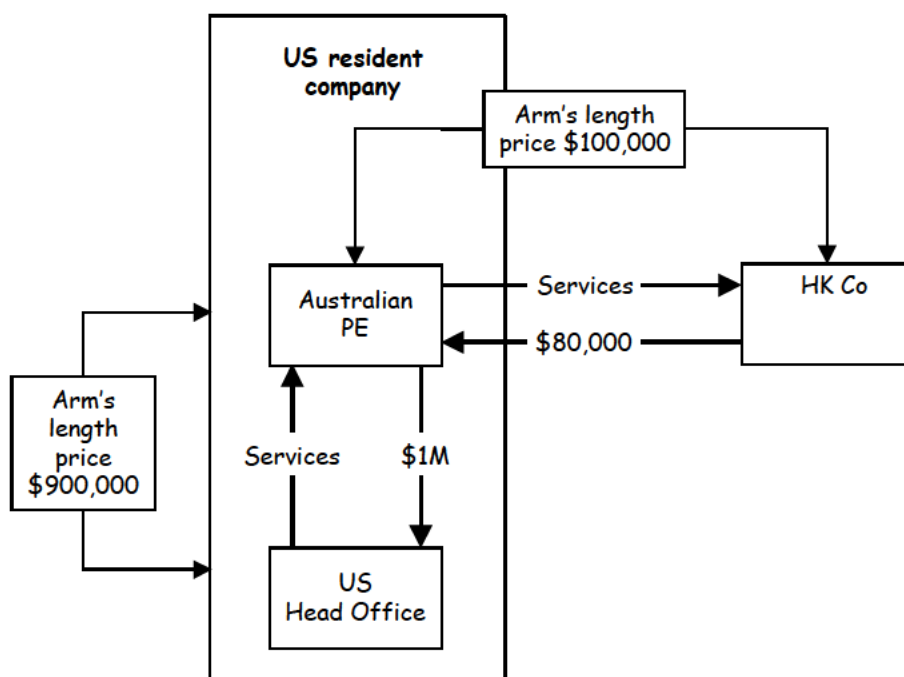 US resident
company
Arm's length
price $100,000
Australian
PE
Services
HK Co
$80,000
Arm's
length
price
$900,000
Services
$1M
US
Head Office